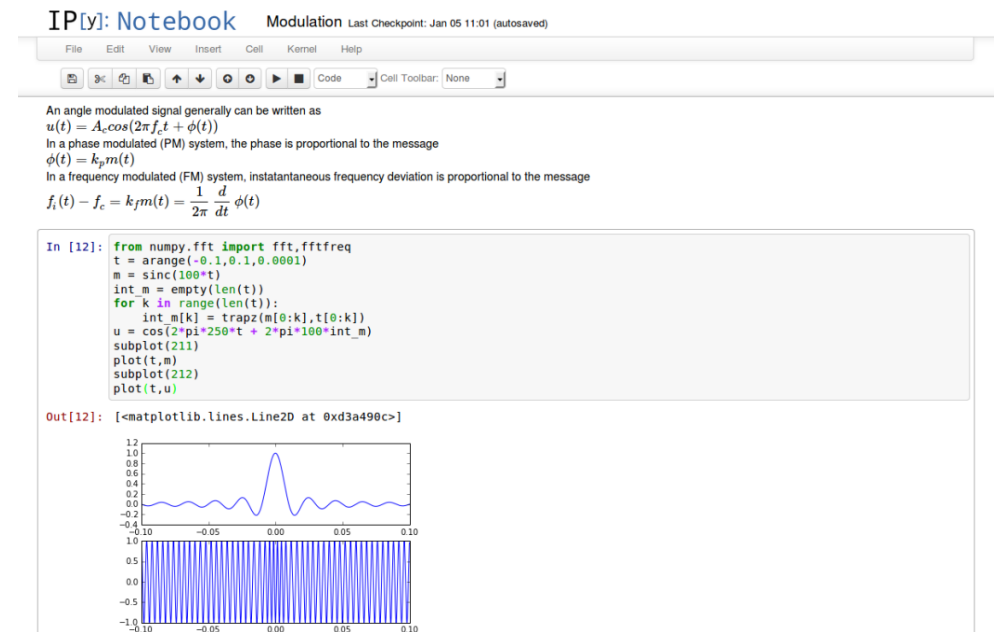 IP[y]: Notebook Modulation Last Checkpoint: Jan 05 11:01 (autosaved)
File Edit View Insert Cell Kernel Help
Code Cell Toolbar: None
An angle modulated signal generally can be written as
u(t) = A_c cos(2πf_c t + ϕ(t))
In a phase modulated (PM) system, the phase is proportional to the message
ϕ(t) = k_p m(t)
In a frequency modulated (FM) system, instatantaneous frequency deviation is proportional to the message
f_i(t) − f_c = k_f m(t) = 1/2π d/dt ϕ(t)
In [12]: from numpy.fft import fft,fftfreq
t = arange(-0.1,0.1,0.0001)
m = sinc(100*t)
int_m = empty(len(t))
for k in range(len(t)):
    int_m[k] = trapz(m[0:k],t[0:k])
u = cos(2*pi*250*t + 2*pi*100*int_m)
subplot(211)
plot(t,m)
subplot(212)
plot(t,u)
Out[12]: [<matplotlib.lines.Line2D at 0xd3a490c>]
1.2
1.0
0.8
0.6
0.4
0.2
0.0
−0.2
−0.4
−0.10 −0.05 0.00 0.05 0.10
1.0
0.5
0.0
−0.5
−1.0
−0.10 −0.05 0.00 0.05 0.10